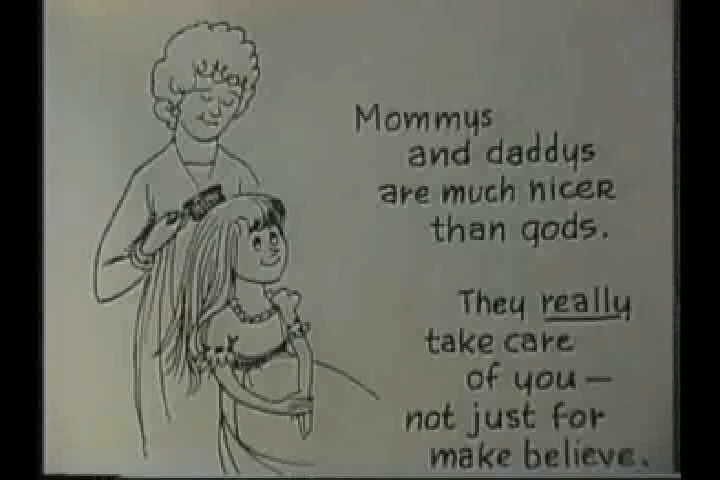 Mommys
and daddys
are much nicer
than gods.
They really
take care
of you —
not just for
make believe.